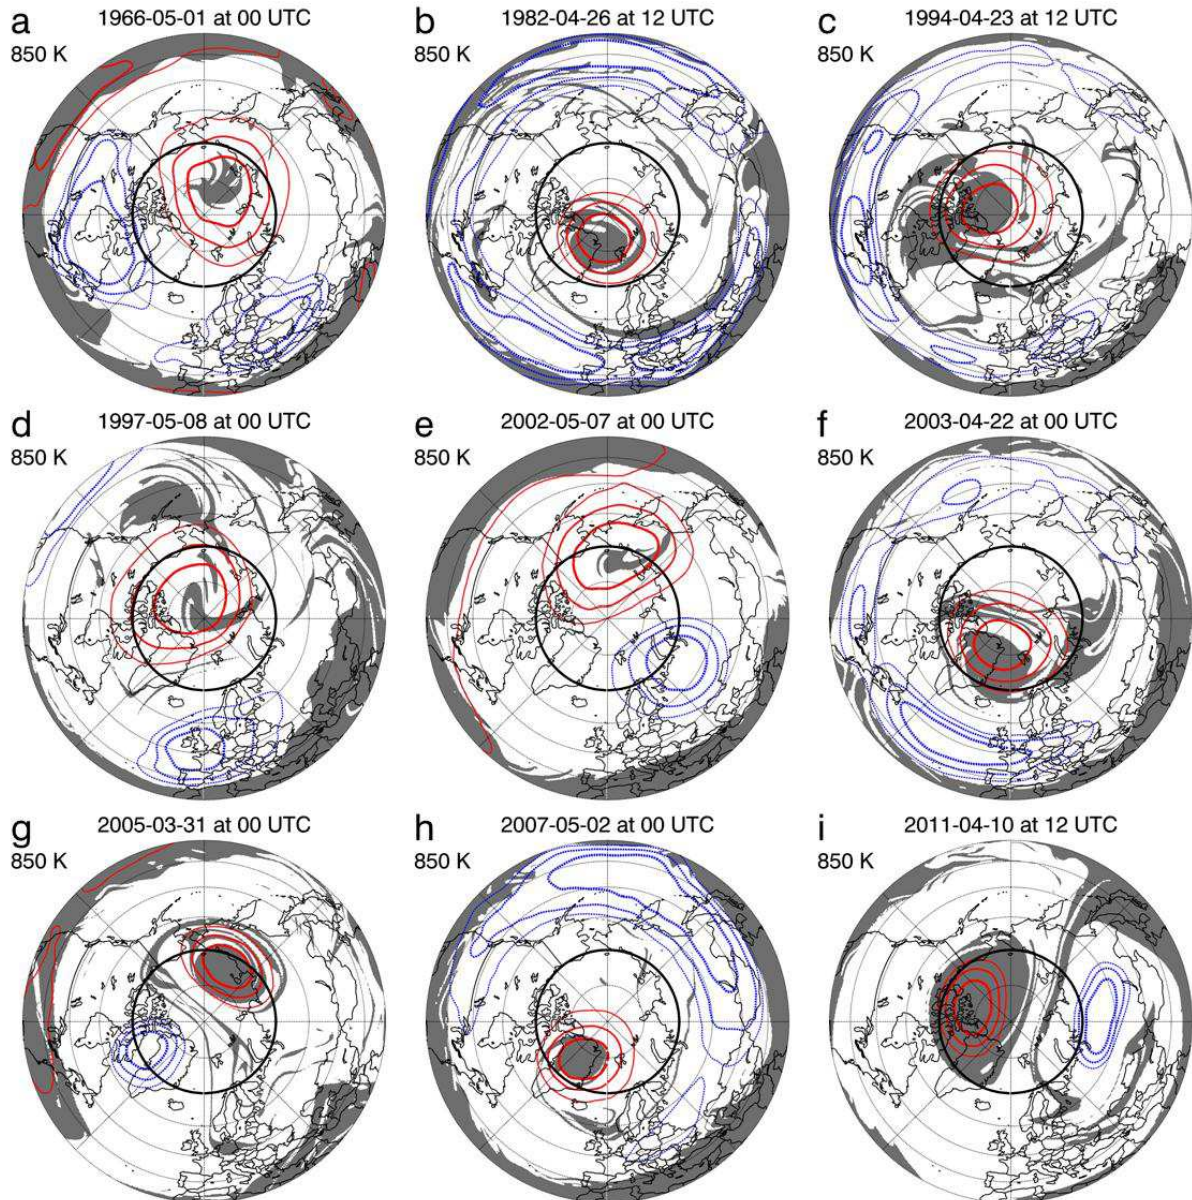 a 1966-05-01 at 00 UTC
850 K
b 1982-04-26 at 12 UTC
850 K
c 1994-04-23 at 12 UTC
850 K
d 1997-05-08 at 00 UTC
850 K
e 2002-05-07 at 00 UTC
850 K
f 2003-04-22 at 00 UTC
850 K
g 2005-03-31 at 00 UTC
850 K
h 2007-05-02 at 00 UTC
850 K
i 2011-04-10 at 12 UTC
850 K